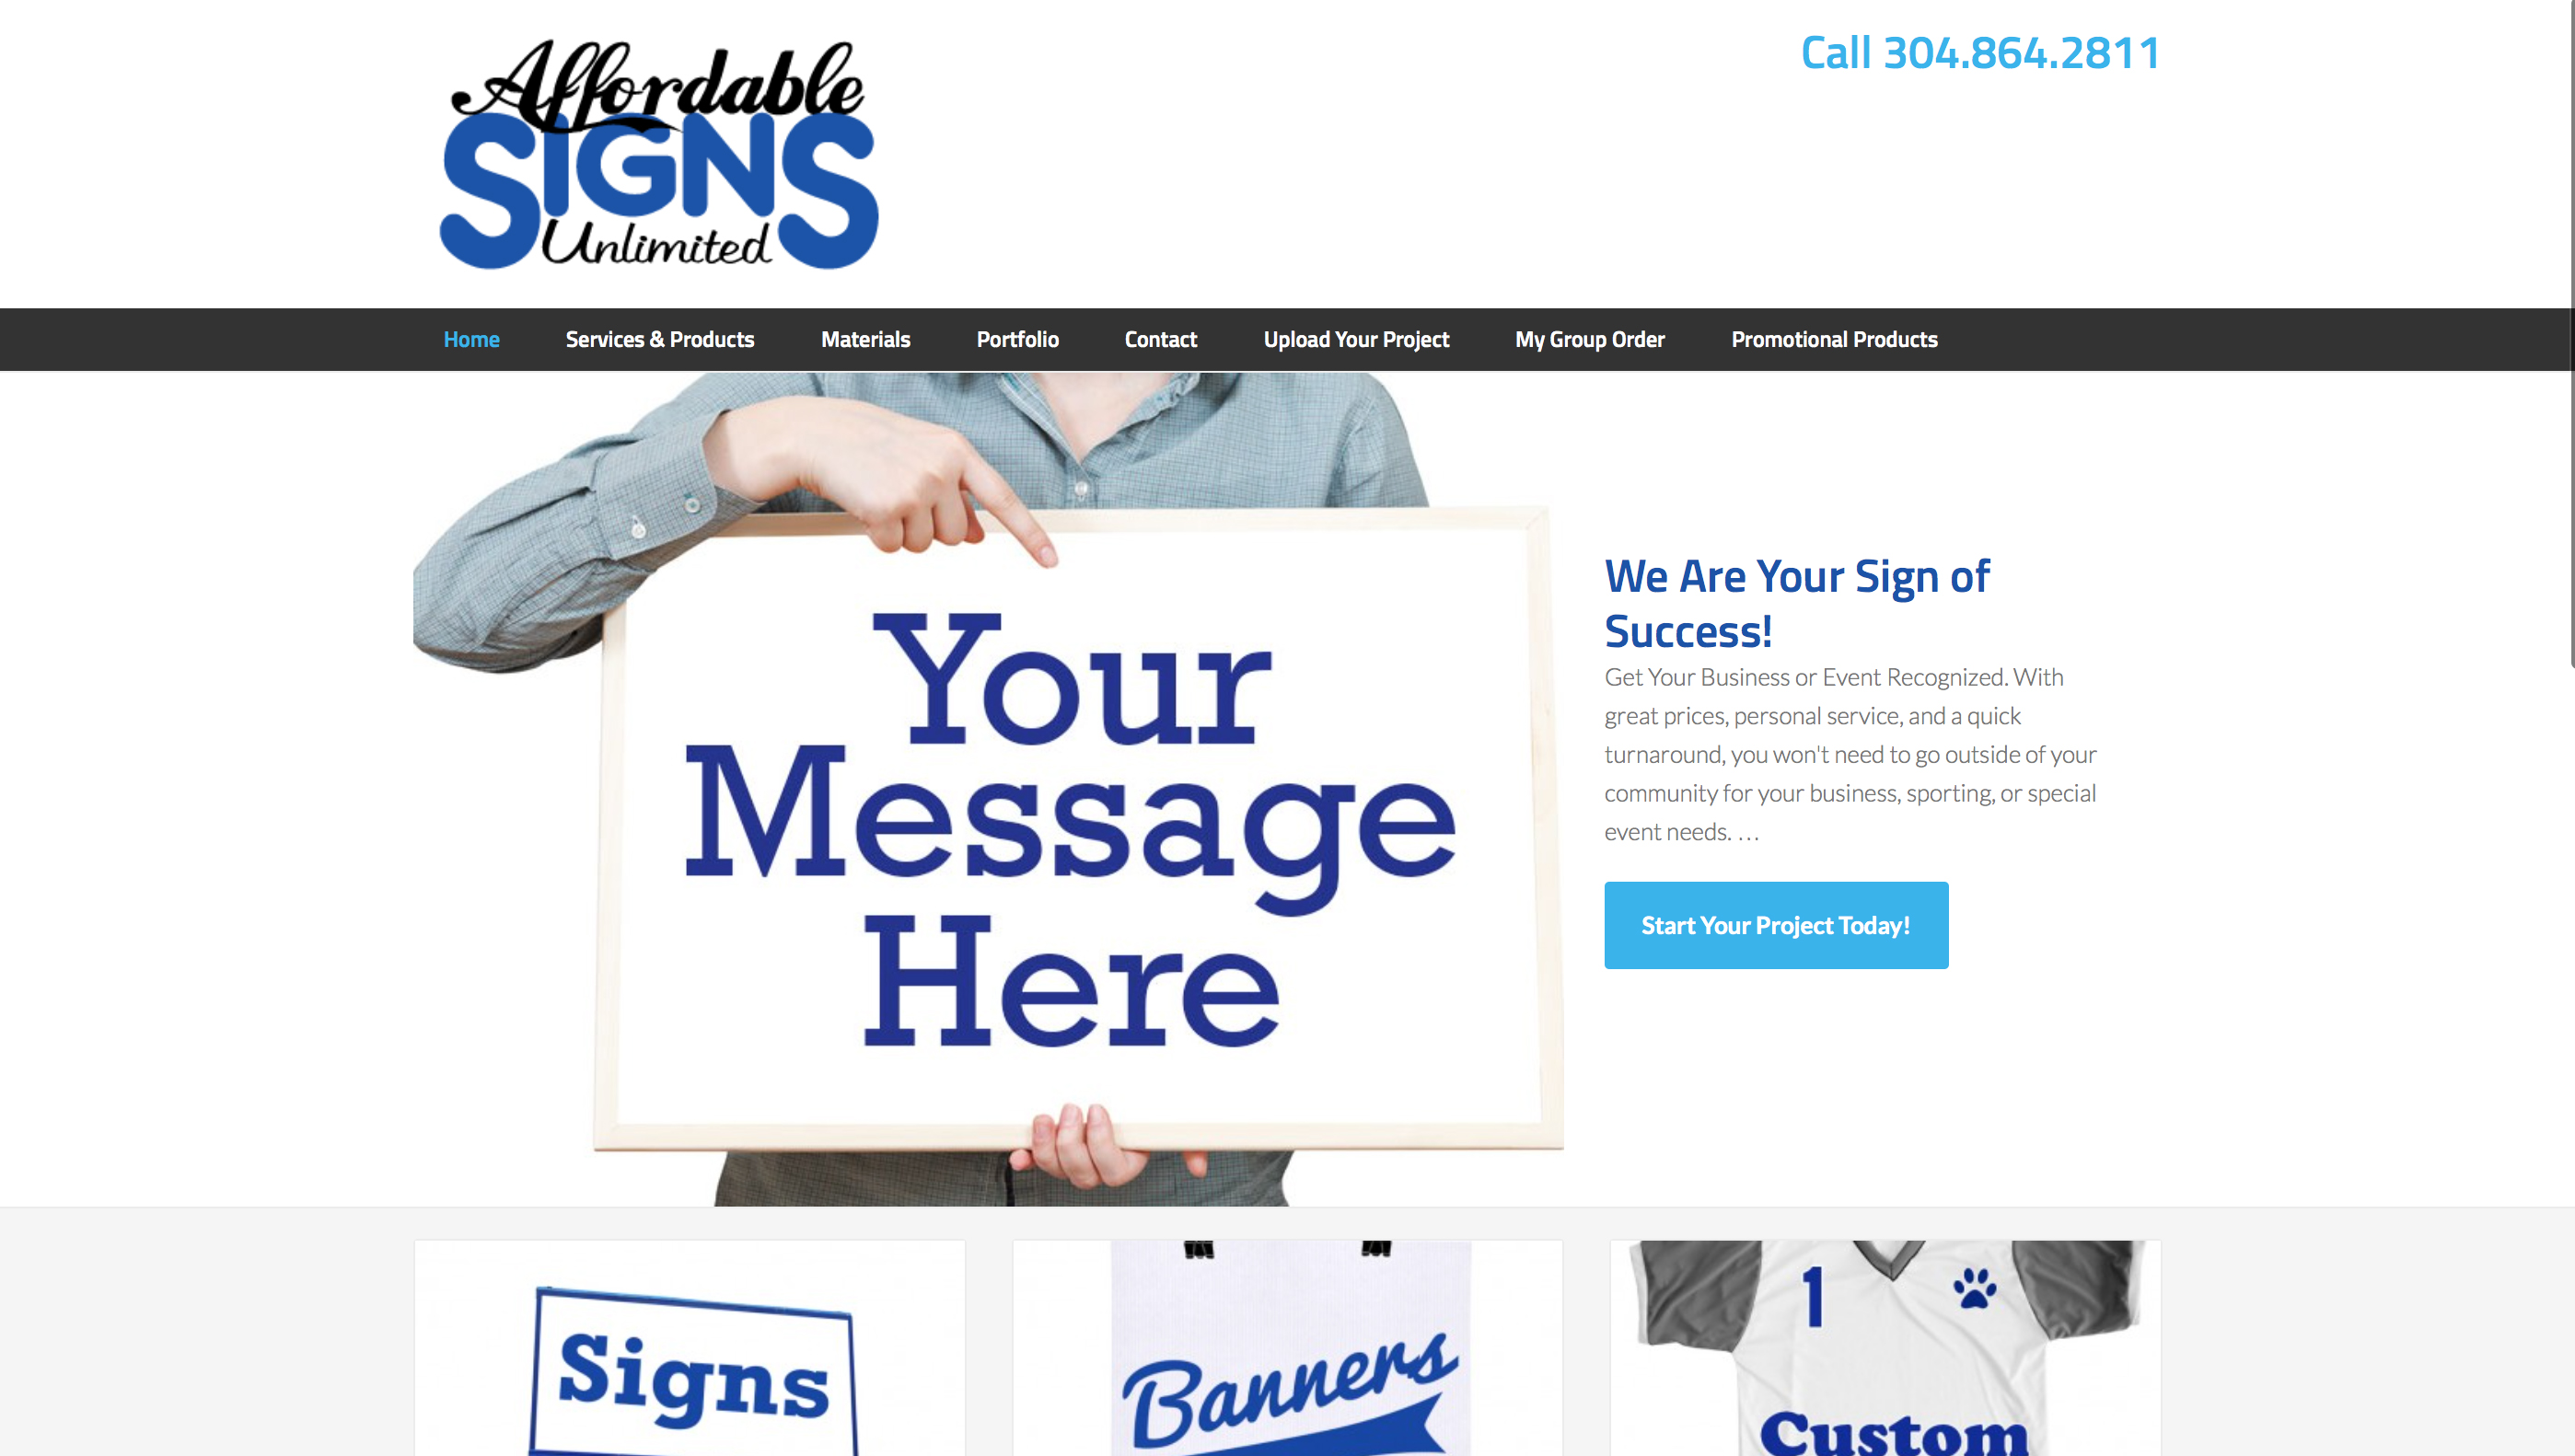 Affordable
SIGNS
Unlimited
Call 304.864.2811
Home Services & Products Materials Portfolio Contact Upload Your Project My Group Order Promotional Products
Your
Message
Here
We Are Your Sign of
Success!
Get Your Business or Event Recognized. With
great prices, personal service, and a quick
turnaround, you won't need to go outside of your
community for your business, sporting, or special
event needs. …
Start Your Project Today!
Signs
Banners
1
Custom